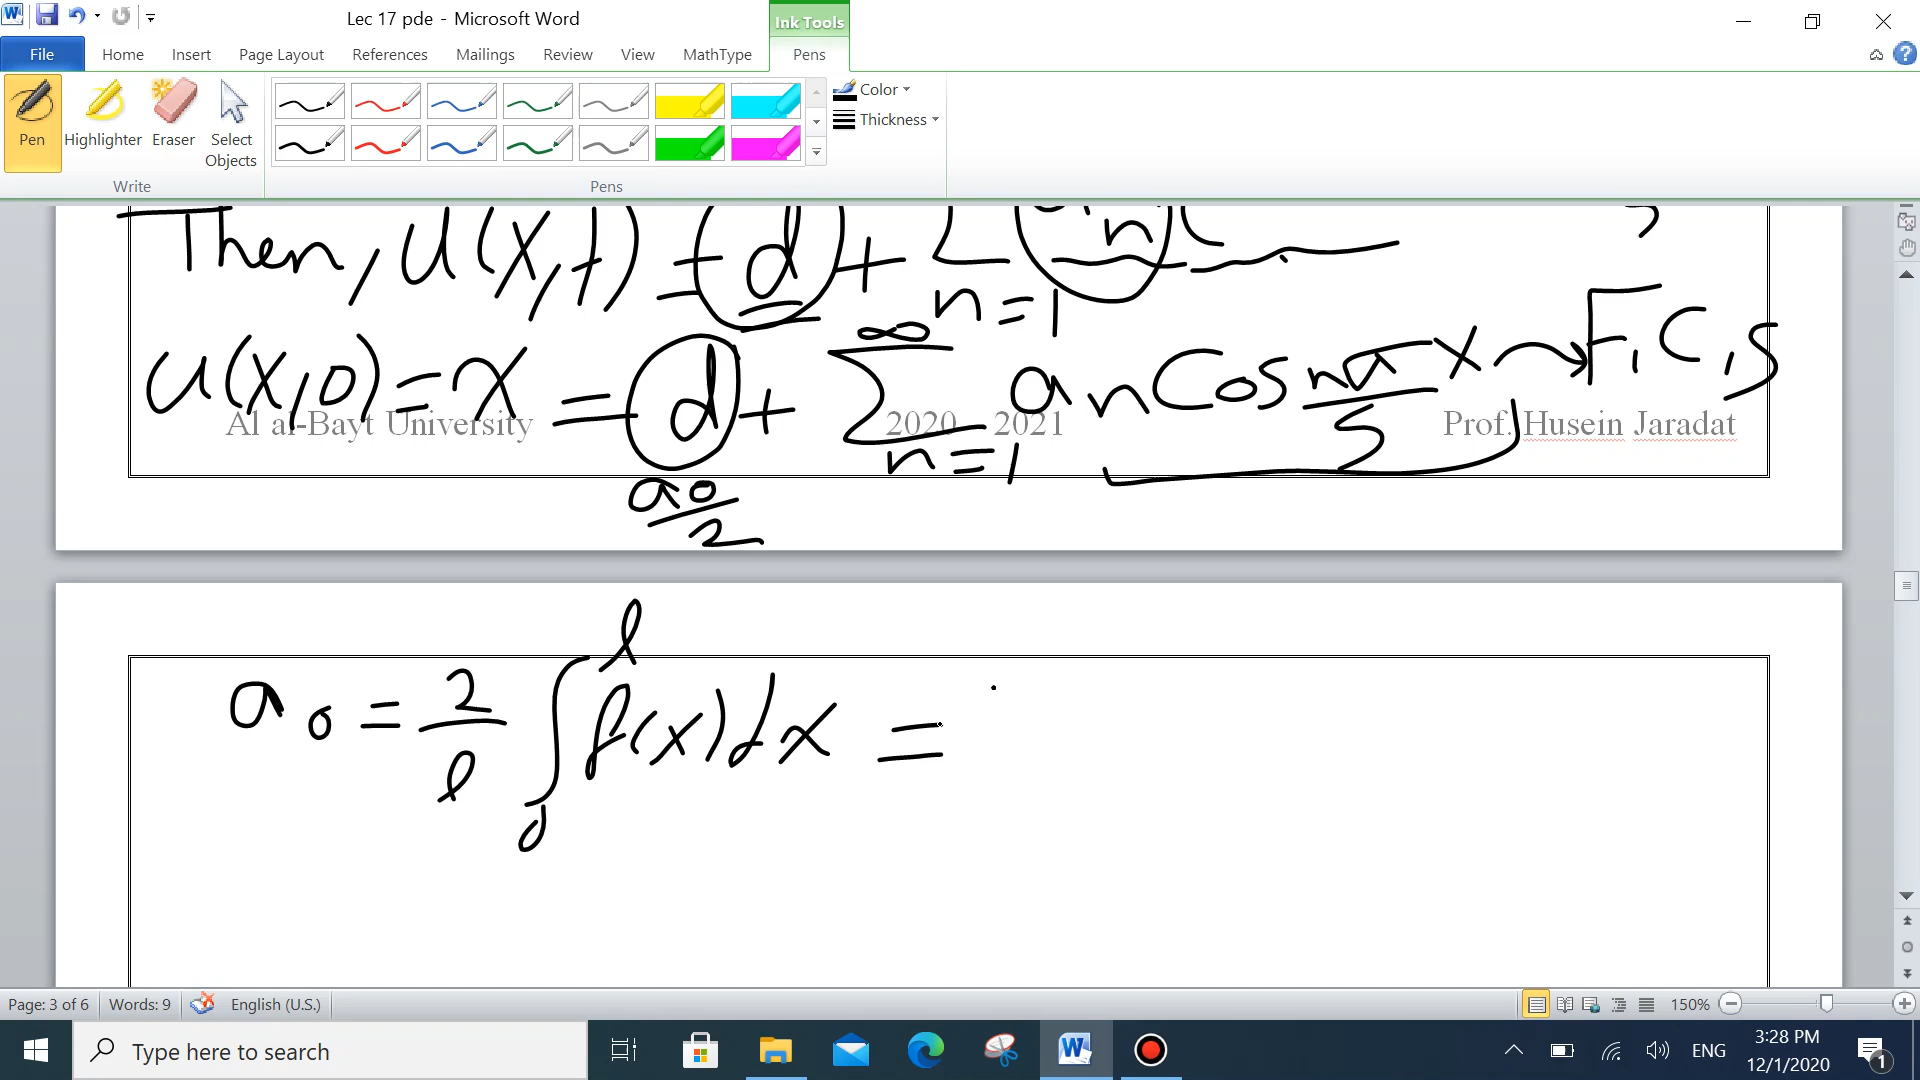 Lec 17 pde - Microsoft Word
Ink Tools
File Home Insert Page Layout References Mailings Review View MathType Pens
Pen Highlighter Eraser Select Objects
Color
Thickness
Write Pens
Then, u(x,t) = d + Σ n=1 n (
u(x,0) = x = d + ∞ Σ n=1 an Cos nπ/5 x → F.C.S
Al al-Bayt University 2020 2021 Prof. Husein Jaradat
a0/2
a0 = 2/l ∫ 0 l f(x) dx =
Page: 3 of 6 Words: 9 English (U.S.) 150%
Type here to search
ENG 3:28 PM
12/1/2020
1